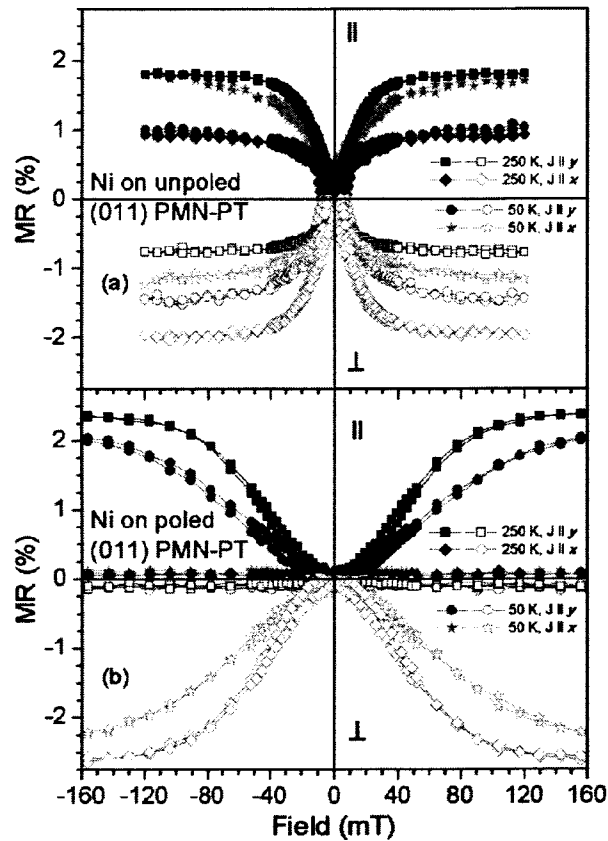 ||
2
1
0
-1
-2
MR (%)
250 K, J || y
250 K, J || x
Ni on unpoled
(011) PMN-PT
50 K, J || y
50 K, J || x
(a)
⊥
||
2
1
0
-1
-2
MR (%)
Ni on poled
(011) PMN-PT
250 K, J || y
250 K, J || x
50 K, J || y
50 K, J || x
(b)
⊥
-160 -120 -80 -40 0 40 80 120 160
Field (mT)